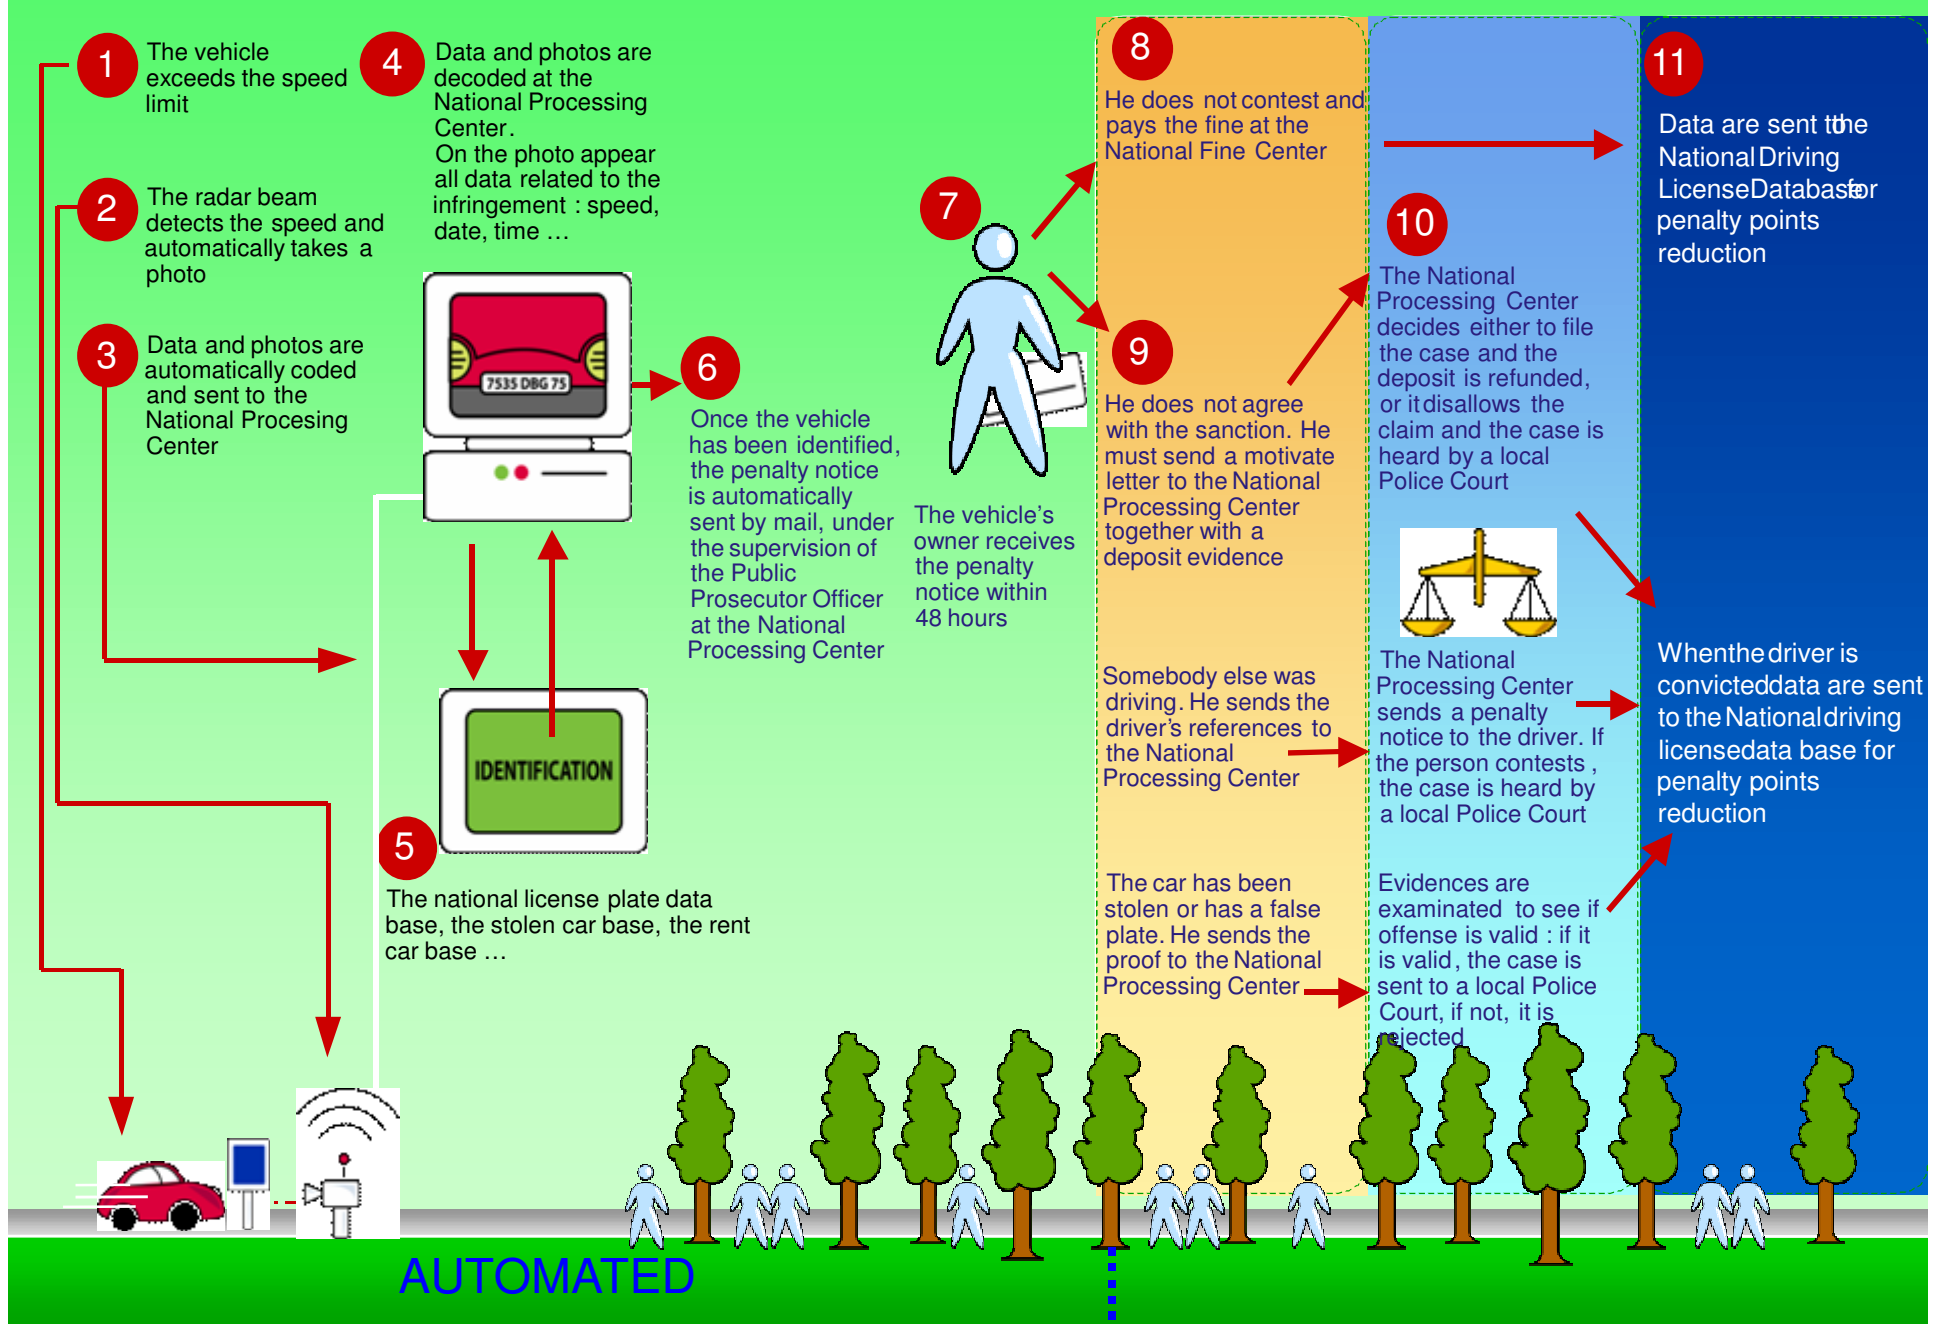 1
The vehicle
exceeds the speed
limit
2
The radar beam
detects the speed and
automatically takes a
photo
3
Data and photos are
automatically coded
and sent to the
National Procesing
Center
4
Data and photos are
decoded at the
National Processing
Center.
On the photo appear
all data related to the
infringement : speed,
date, time …
7535 DBG 75
IDENTIFICATION
5
The national license plate data
base, the stolen car base, the rent
car base …
6
Once the vehicle
has been identified,
the penalty notice
is automatically
sent by mail, under
the supervision of
the Public
Prosecutor Officer
at the National
Processing Center
7
The vehicle's
owner receives
the penalty
notice within
48 hours
8
He does not contest and
pays the fine at the
National Fine Center
9
He does not agree
with the sanction. He
must send a motivate
letter to the National
Processing Center
together with a
deposit evidence
Somebody else was
driving. He sends the
driver's references to
the National
Processing Center
The car has been
stolen or has a false
plate. He sends the
proof to the National
Processing Center
10
The National
Processing Center
decides either to file
the case and the
deposit is refunded,
or it disallows the
claim and the case is
heard by a local
Police Court
The National
Processing Center
sends a penalty
notice to the driver. If
the person contests ,
the case is heard by
a local Police Court
Evidences are
examinated to see if
offense is valid : if it
is valid, the case is
sent to a local Police
Court, if not, it is
rejected
11
Data are sent to the
National Driving
License Database for
penalty points
reduction
When the driver is
convicted data are sent
to the National driving
license data base for
penalty points
reduction
AUTOMATED